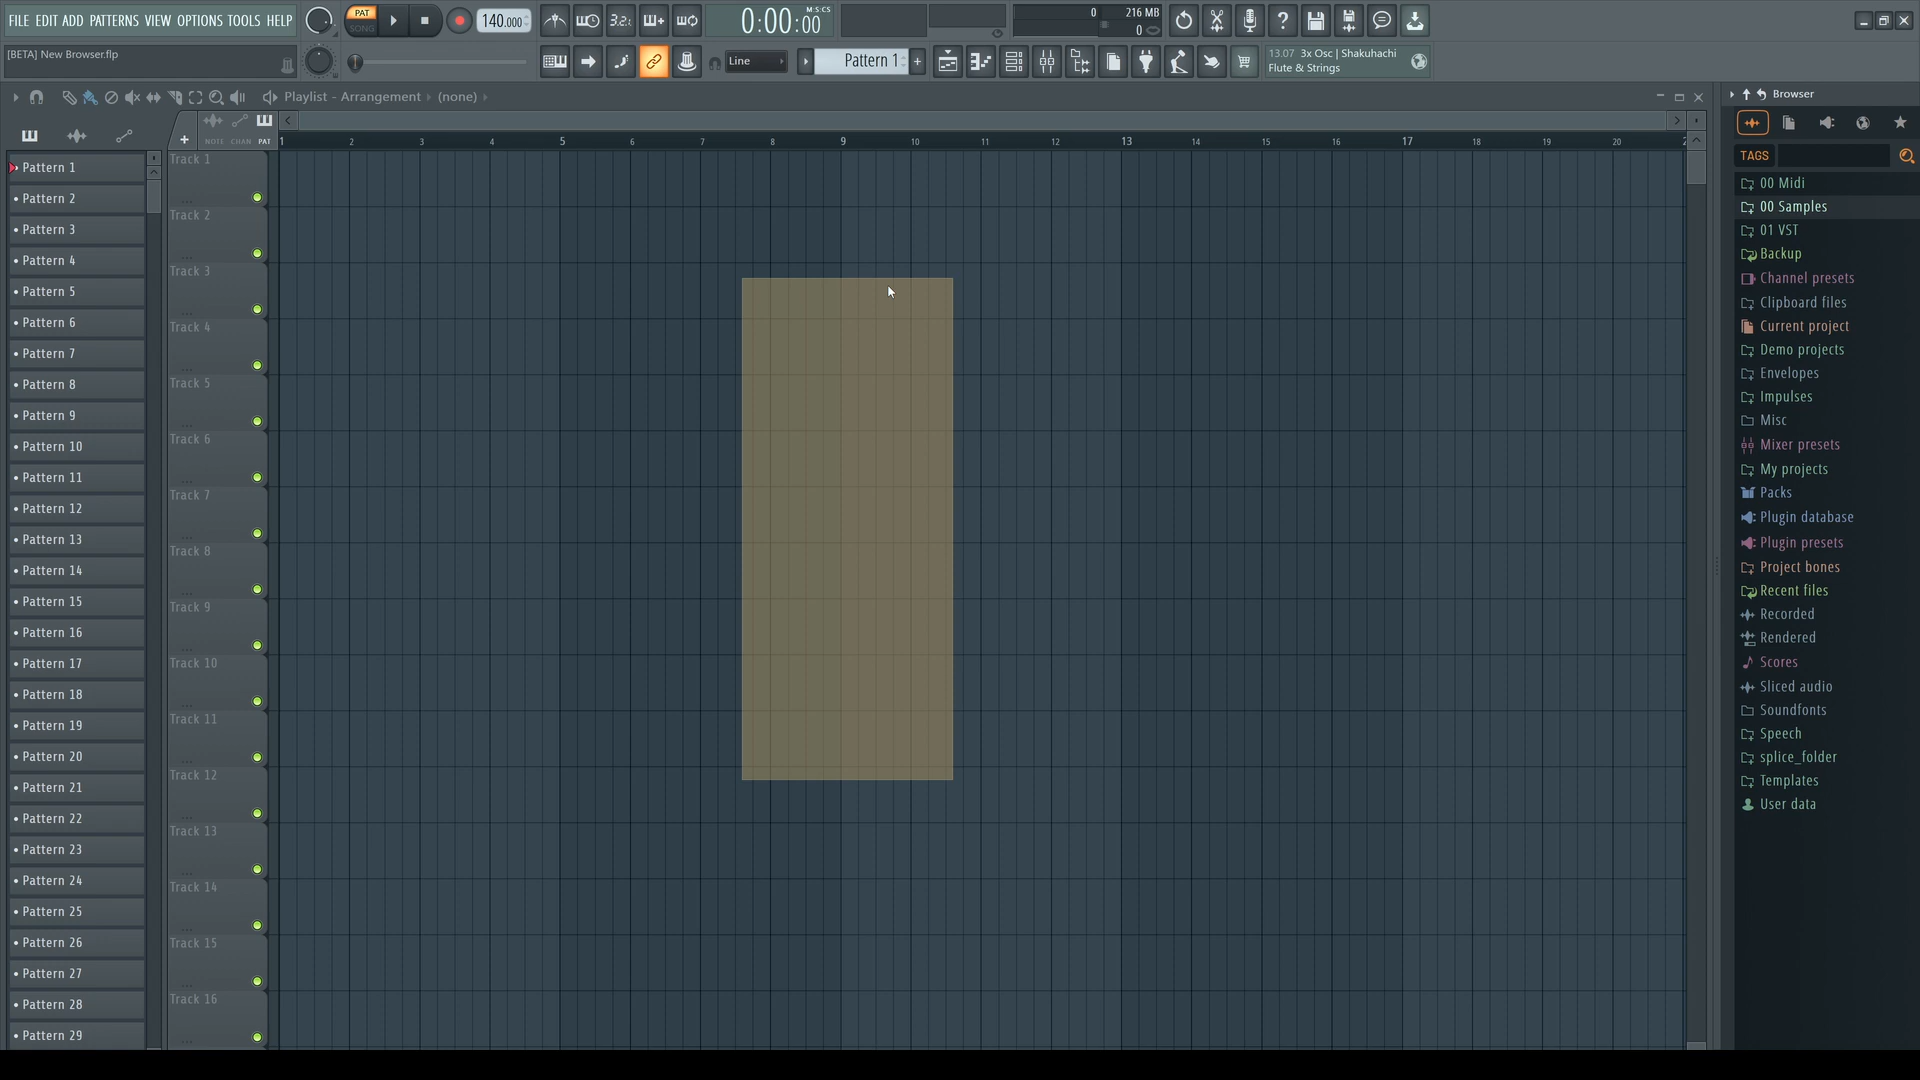 FILE EDIT ADD PATTERNS VIEW OPTIONS TOOLS HELP
[BETA] New Browser.flp
PAT
SONG
140.000
3.2.
0:00:00
M:S:CS
0
216 MB
0
Line
Pattern 1
13.07 3x Osc | Shakuhachi
Flute & Strings
Playlist - Arrangement
(none)
NOTE CHAN PAT
1 2 3 4 5 6 7 8 9 10 11 12 13 14 15 16 17 18 19 20 2
Pattern 1
Pattern 2
Pattern 3
Pattern 4
Pattern 5
Pattern 6
Pattern 7
Pattern 8
Pattern 9
Pattern 10
Pattern 11
Pattern 12
Pattern 13
Pattern 14
Pattern 15
Pattern 16
Pattern 17
Pattern 18
Pattern 19
Pattern 20
Pattern 21
Pattern 22
Pattern 23
Pattern 24
Pattern 25
Pattern 26
Pattern 27
Pattern 28
Pattern 29
Track 1
Track 2
Track 3
Track 4
Track 5
Track 6
Track 7
Track 8
Track 9
Track 10
Track 11
Track 12
Track 13
Track 14
Track 15
Track 16
Browser
TAGS
00 Midi
00 Samples
01 VST
Backup
Channel presets
Clipboard files
Current project
Demo projects
Envelopes
Impulses
Misc
Mixer presets
My projects
Packs
Plugin database
Plugin presets
Project bones
Recent files
Recorded
Rendered
Scores
Sliced audio
Soundfonts
Speech
splice_folder
Templates
User data